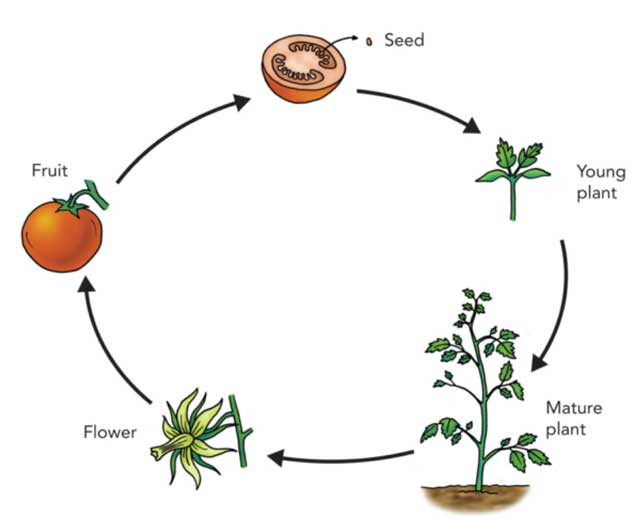 Seed
Young
plant
Mature
plant
Flower
Fruit